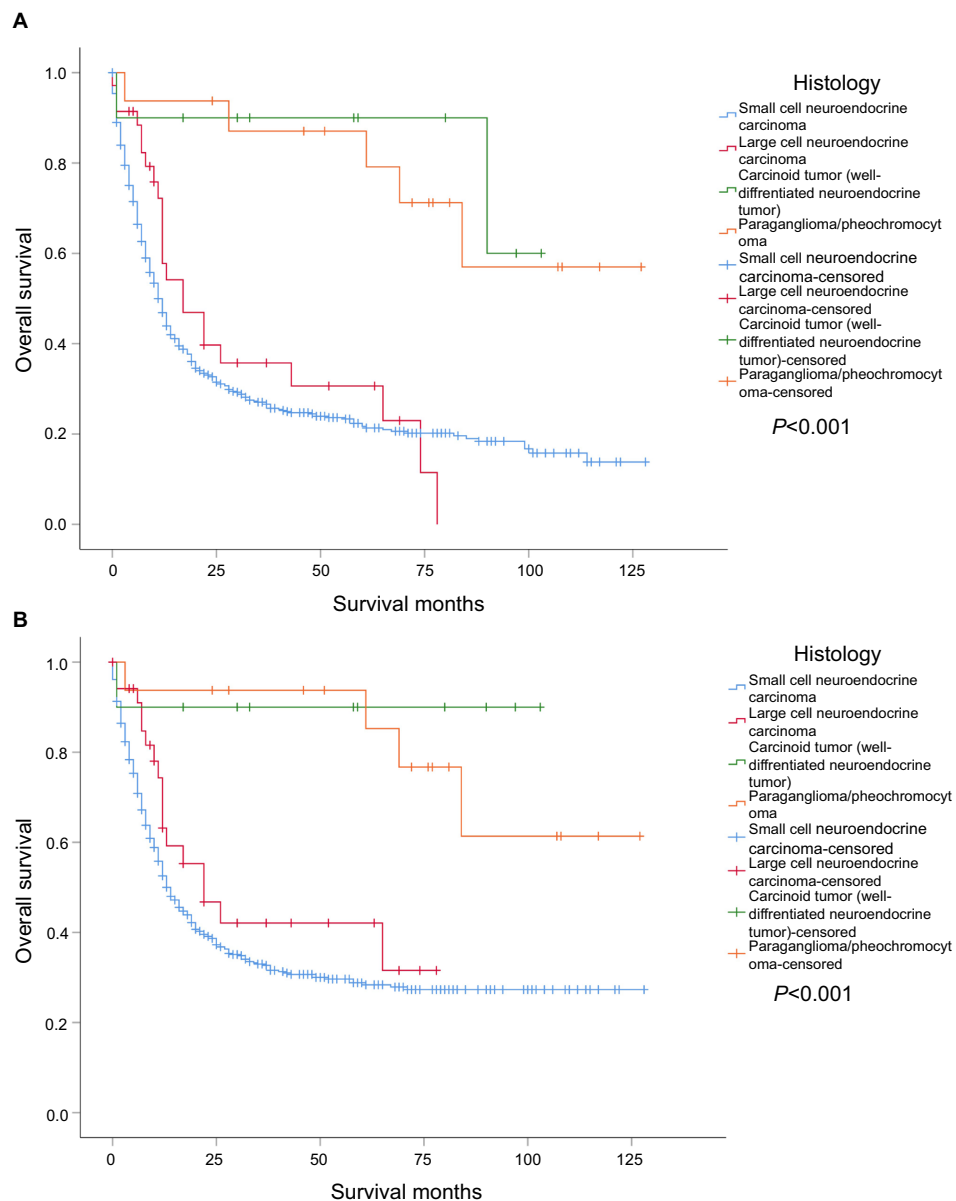 A
1.0
0.8
0.6
0.4
0.2
0.0
Overall survival
0
25
50
75
100
125
Survival months
Histology
Small cell neuroendocrine
carcinoma
Large cell neuroendocrine
carcinoma
Carcinoid tumor (well-
diffrentiated neuroendocrine
tumor)
Paraganglioma/pheochromocyt
oma
Small cell neuroendocrine
carcinoma-censored
Large cell neuroendocrine
carcinoma-censored
Carcinoid tumor (well-
diffrentiated neuroendocrine
tumor)-censored
Paraganglioma/pheochromocyt
oma-censored
P<0.001
B
1.0
0.8
0.6
0.4
0.2
0.0
Overall survival
0
25
50
75
100
125
Survival months
Histology
Small cell neuroendocrine
carcinoma
Large cell neuroendocrine
carcinoma
Carcinoid tumor (well-
diffrentiated neuroendocrine
tumor)
Paraganglioma/pheochromocyt
oma
Small cell neuroendocrine
carcinoma-censored
Large cell neuroendocrine
carcinoma-censored
Carcinoid tumor (well-
diffrentiated neuroendocrine
tumor)-censored
Paraganglioma/pheochromocyt
oma-censored
P<0.001